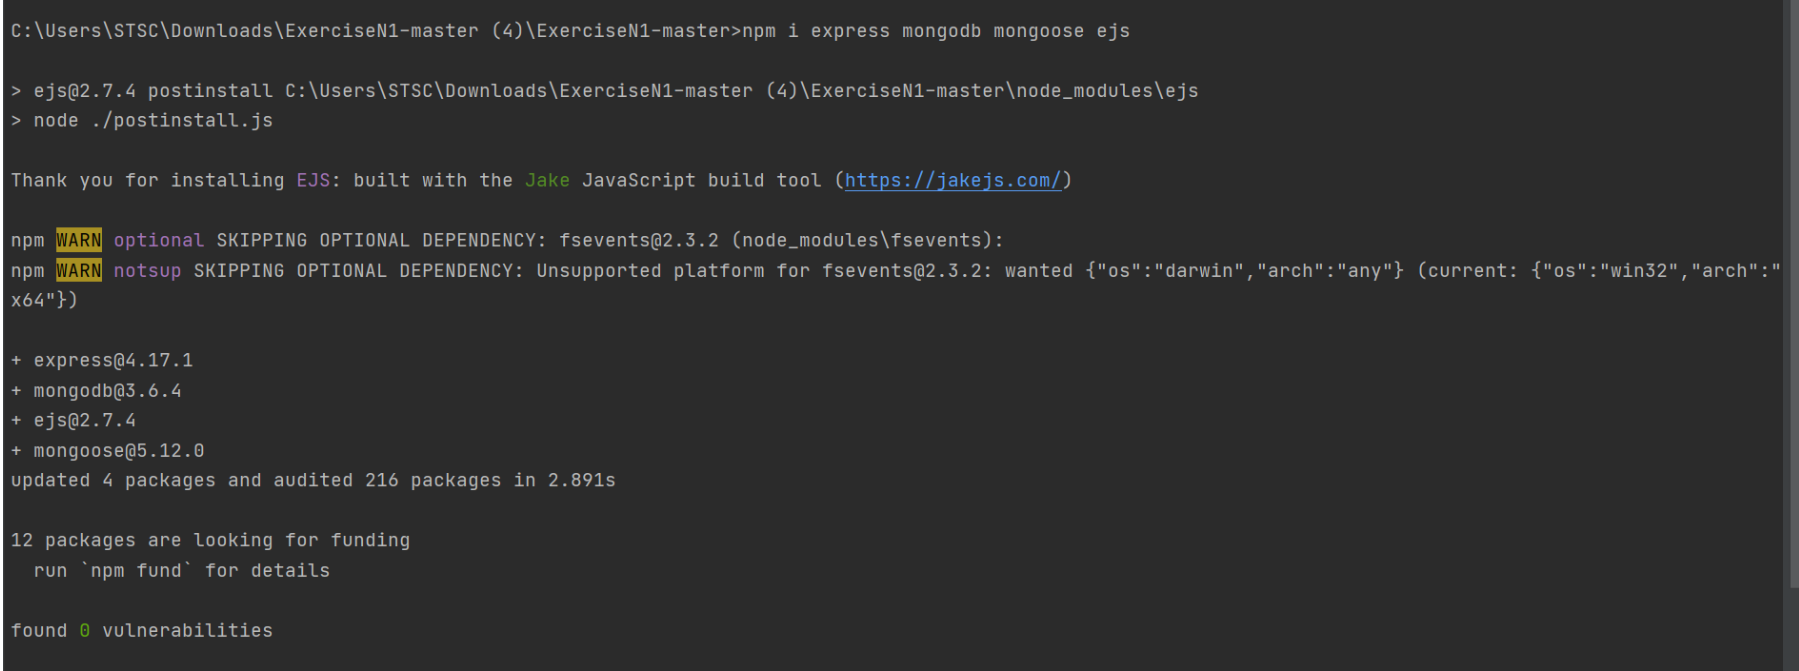 C:\Users\STSC\Downloads\ExerciseN1-master (4)\ExerciseN1-master>npm i express mongodb mongoose ejs
> ejs@2.7.4 postinstall C:\Users\STSC\Downloads\ExerciseN1-master (4)\ExerciseN1-master\node_modules\ejs
> node ./postinstall.js
Thank you for installing EJS: built with the Jake JavaScript build tool (https://jakejs.com/)
npm WARN optional SKIPPING OPTIONAL DEPENDENCY: fsevents@2.3.2 (node_modules\fsevents):
npm WARN notsup SKIPPING OPTIONAL DEPENDENCY: Unsupported platform for fsevents@2.3.2: wanted {"os":"darwin","arch":"any"} (current: {"os":"win32","arch":"
x64"})
+ express@4.17.1
+ mongodb@3.6.4
+ ejs@2.7.4
+ mongoose@5.12.0
updated 4 packages and audited 216 packages in 2.891s
12 packages are looking for funding
  run `npm fund` for details
found 0 vulnerabilities